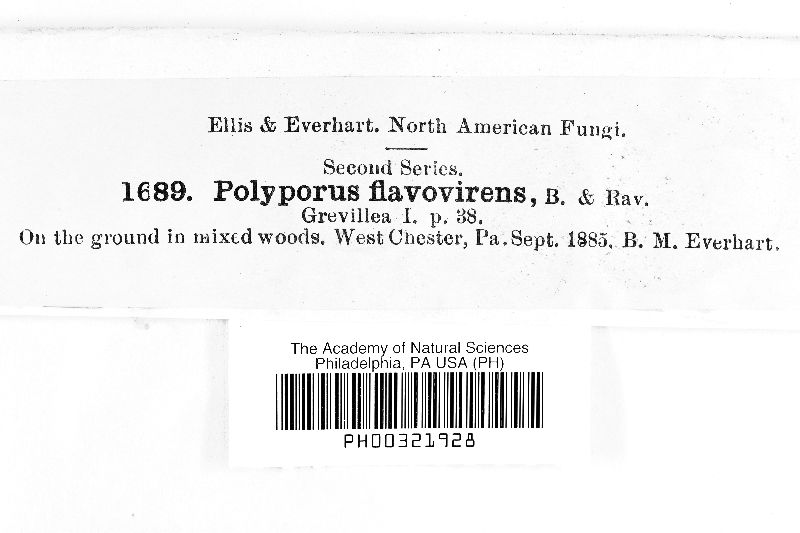 Ellis & Everhart. North American Fungi.
Second Series.
1689. Polyporus flavovirens, B. & Rav.
Grevillea I. p. 38.
On the ground in mixed woods. West Chester, Pa. Sept. 1885. B. M. Everhart.
The Academy of Natural Sciences
Philadelphia, PA USA (PH)
PH00321928